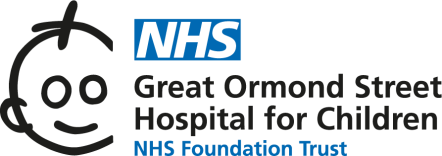 NHS
Great Ormond Street
Hospital for Children
NHS Foundation Trust